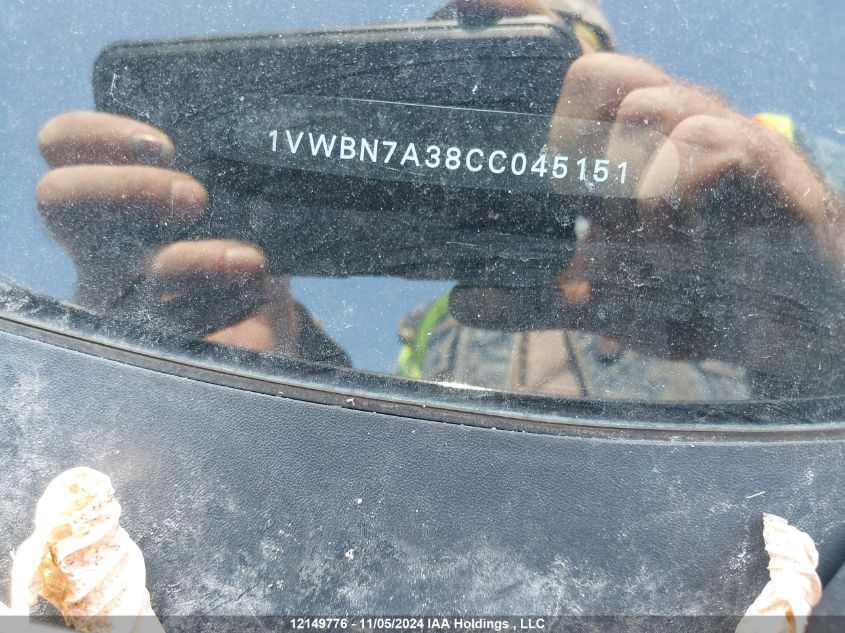 1VWBN7A38CC045151
12149776 - 11/05/2024 IAA Holdings , LLC